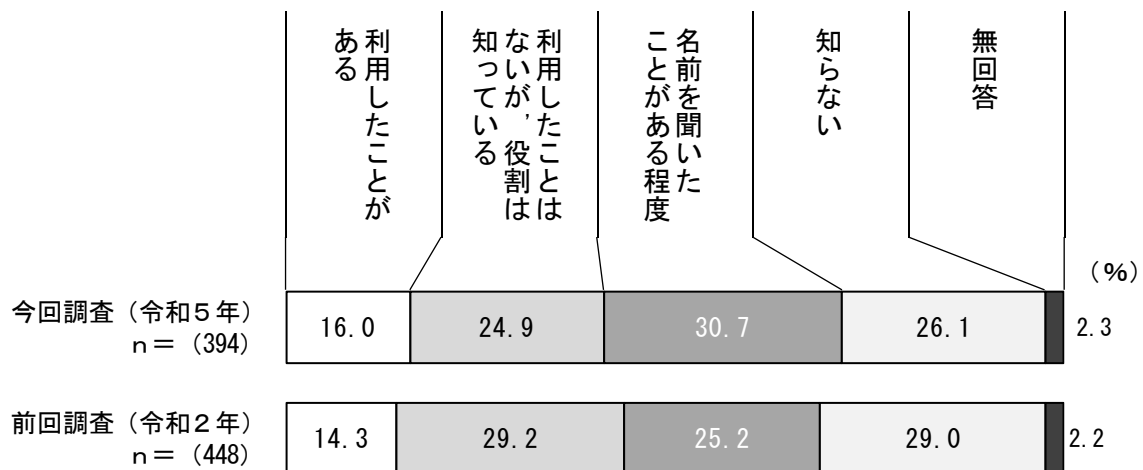 利用したことが
ある
利用したことは
ないが，役割は
知っている
名前を聞いた
ことがある程度
知らない
無回答
（％）
今回調査（令和５年）
ｎ＝（394）
16.0
24.9
30.7
26.1
2.3
前回調査（令和２年）
ｎ＝（448）
14.3
29.2
25.2
29.0
2.2